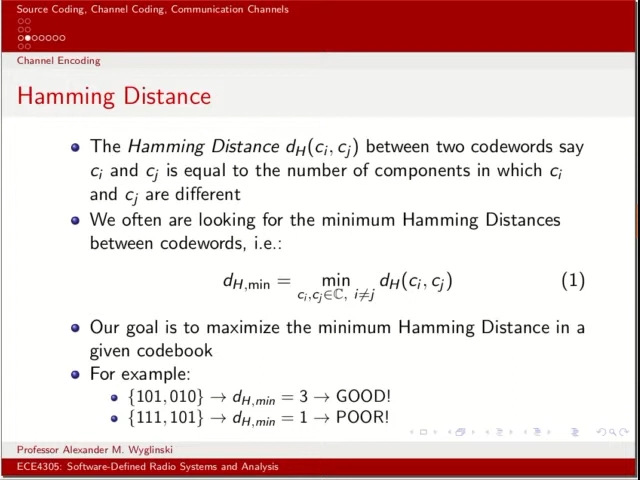 Source Coding, Channel Coding, Communication Channels
Channel Encoding
Hamming Distance
The Hamming Distance d_H(c_i, c_j) between two codewords say
c_i and c_j is equal to the number of components in which c_i
and c_j are different
We often are looking for the minimum Hamming Distances
between codewords, i.e.:
d_{H,min} = min_{c_i,c_j∈ℂ, i≠j} d_H(c_i, c_j) (1)
Our goal is to maximize the minimum Hamming Distance in a
given codebook
For example:
{101, 010} → d_{H,min} = 3 → GOOD!
{111, 101} → d_{H,min} = 1 → POOR!
Professor Alexander M. Wyglinski
ECE4305: Software-Defined Radio Systems and Analysis